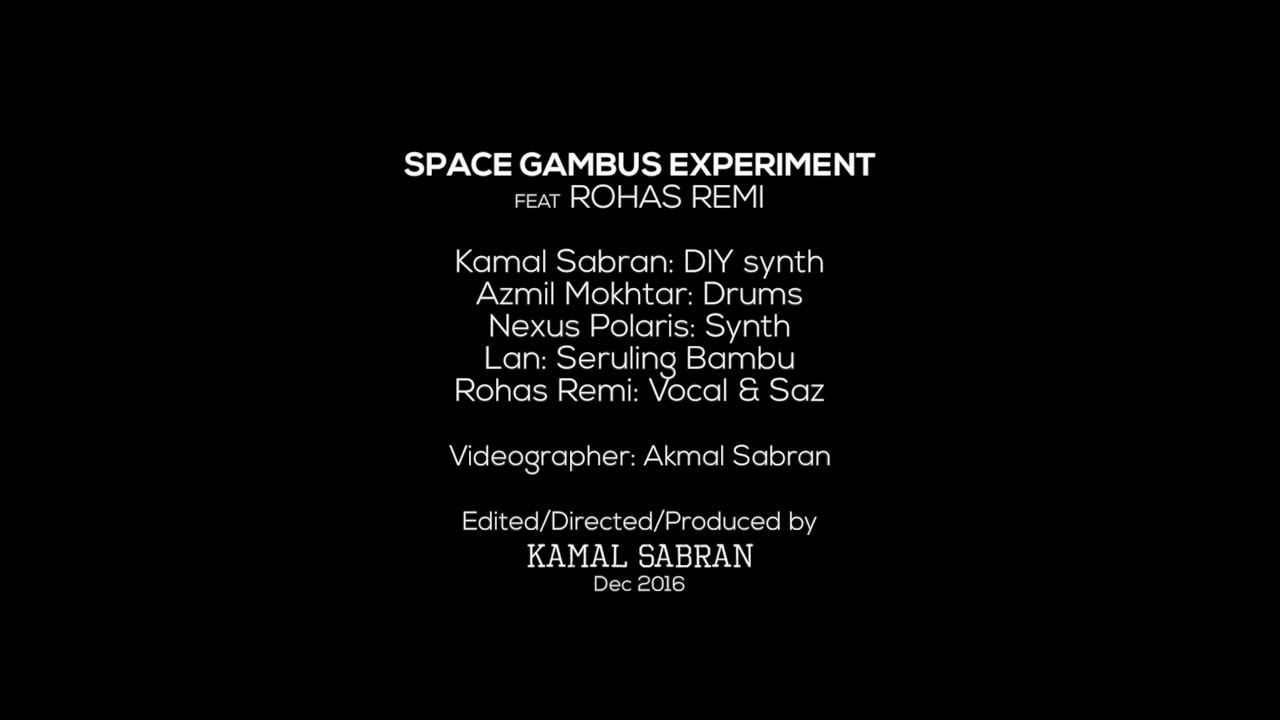 SPACE GAMBUS EXPERIMENT
FEAT ROHAS REMI
Kamal Sabran: DIY synth
Azmil Mokhtar: Drums
Nexus Polaris: Synth
Lan: Seruling Bambu
Rohas Remi: Vocal & Saz
Videographer: Akmal Sabran
Edited/Directed/Produced by
KAMAL SABRAN
Dec 2016